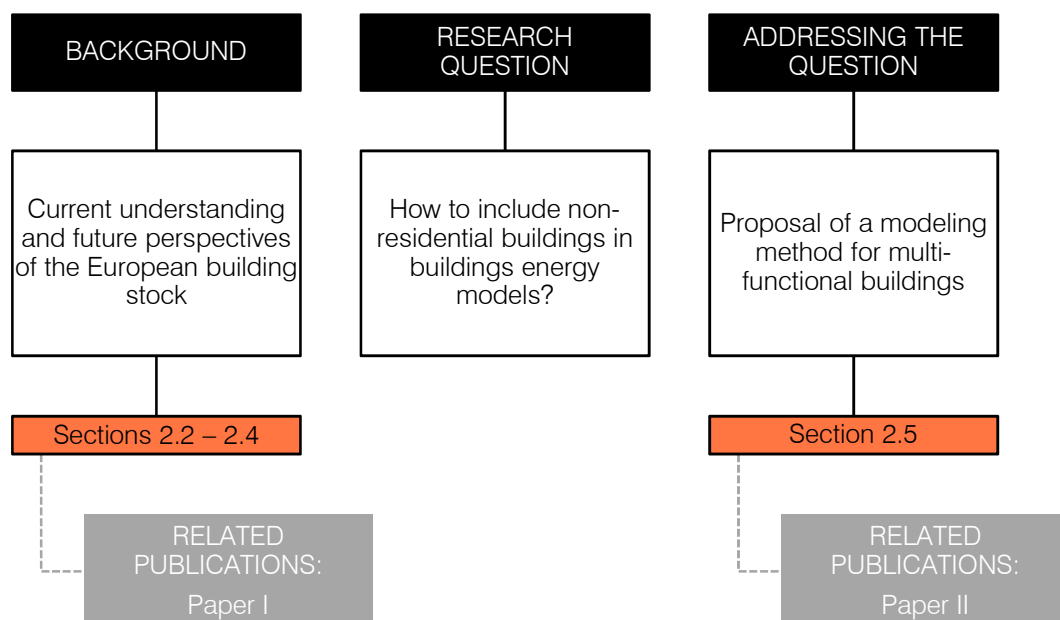 BACKGROUND
Current understanding
and future perspectives
of the European building
stock
Sections 2.2 – 2.4
RELATED
PUBLICATIONS:
Paper I
RESEARCH
QUESTION
How to include non-
residential buildings in
buildings energy
models?
ADDRESSING THE
QUESTION
Proposal of a modeling
method for multi-
functional buildings
Section 2.5
RELATED
PUBLICATIONS:
Paper II